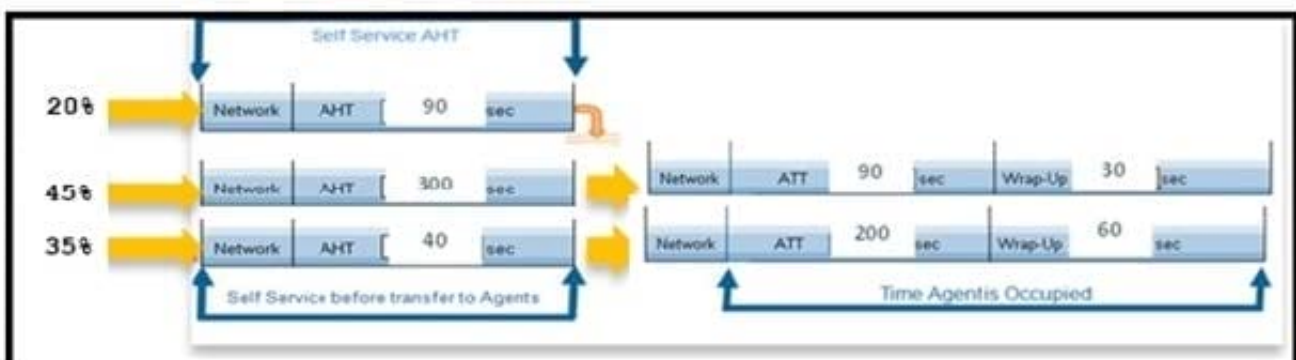 Self Service AHT
20% Network AHT [ 90 sec
45% Network AHT [ 300 sec
Network ATT 90 ]sec Wrap-Up 30 ]sec
35% Network AHT [ 40 sec
Network ATT 200 sec Wrap-Up 60 sec
Self Service before transfer to Agents
Time Agentis Occupied